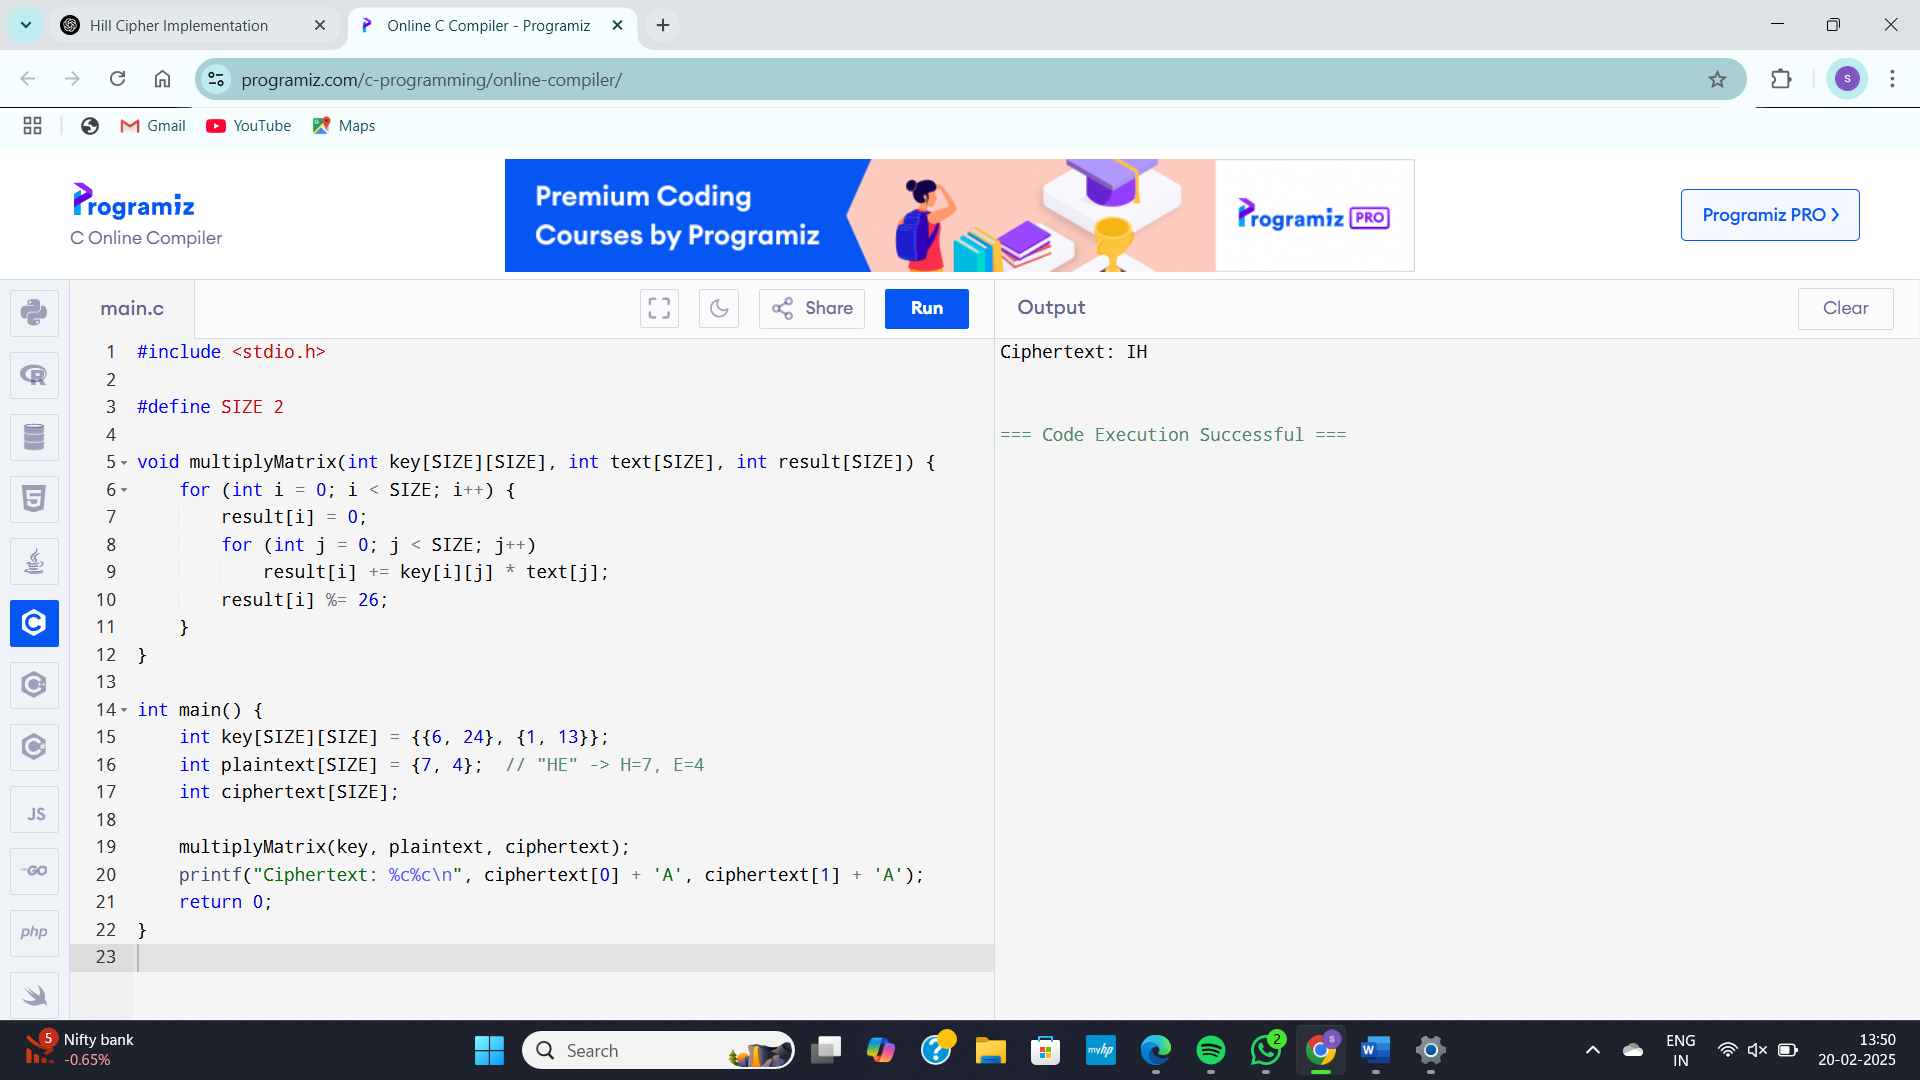 Hill Cipher Implementation
Online C Compiler - Programiz
programiz.com/c-programming/online-compiler/
S
Gmail
YouTube
Maps
Programiz
C Online Compiler
Premium Coding
Courses by Programiz
Programiz PRO
Programiz PRO
main.c
Share
Run
Output
Clear
1 #include <stdio.h>
2
3 #define SIZE 2
4
5 void multiplyMatrix(int key[SIZE][SIZE], int text[SIZE], int result[SIZE]) {
6     for (int i = 0; i < SIZE; i++) {
7         result[i] = 0;
8         for (int j = 0; j < SIZE; j++)
9             result[i] += key[i][j] * text[j];
10         result[i] %= 26;
11     }
12 }
13
14 int main() {
15     int key[SIZE][SIZE] = {{6, 24}, {1, 13}};
16     int plaintext[SIZE] = {7, 4};  // "HE" -> H=7, E=4
17     int ciphertext[SIZE];
18
19     multiplyMatrix(key, plaintext, ciphertext);
20     printf("Ciphertext: %c%c\n", ciphertext[0] + 'A', ciphertext[1] + 'A');
21     return 0;
22 }
23
Ciphertext: IH
=== Code Execution Successful ===
R
5
C
C
C
JS
GO
php
5
Nifty bank
-0.65%
Search
myhp
2
S
W
ENG
IN
13:50
20-02-2025